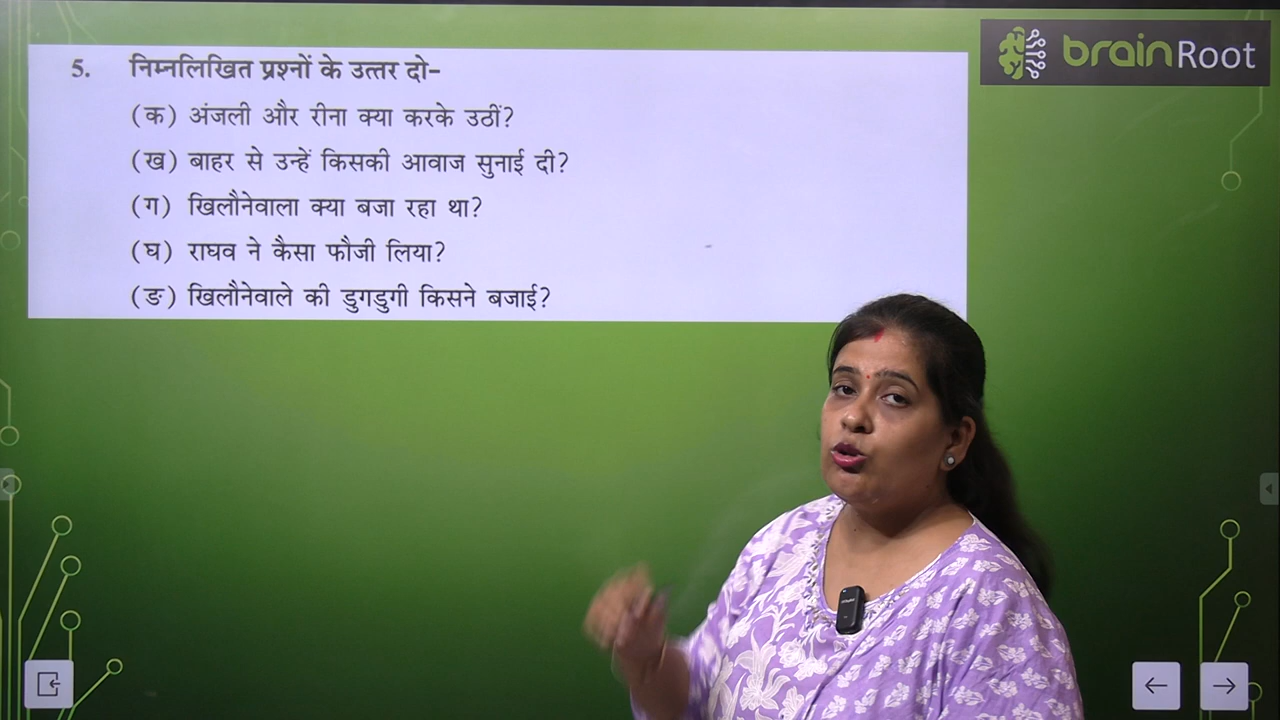 brainRoot
5. निम्नलिखित प्रश्नों के उत्तर दो–
(क) अंजली और रीना क्या करके उठीं?
(ख) बाहर से उन्हें किसकी आवाज सुनाई दी?
(ग) खिलौनेवाला क्या बजा रहा था?
(घ) राघव ने कैसा फौजी लिया?
(ङ) खिलौनेवाले की डुगडुगी किसने बजाई?